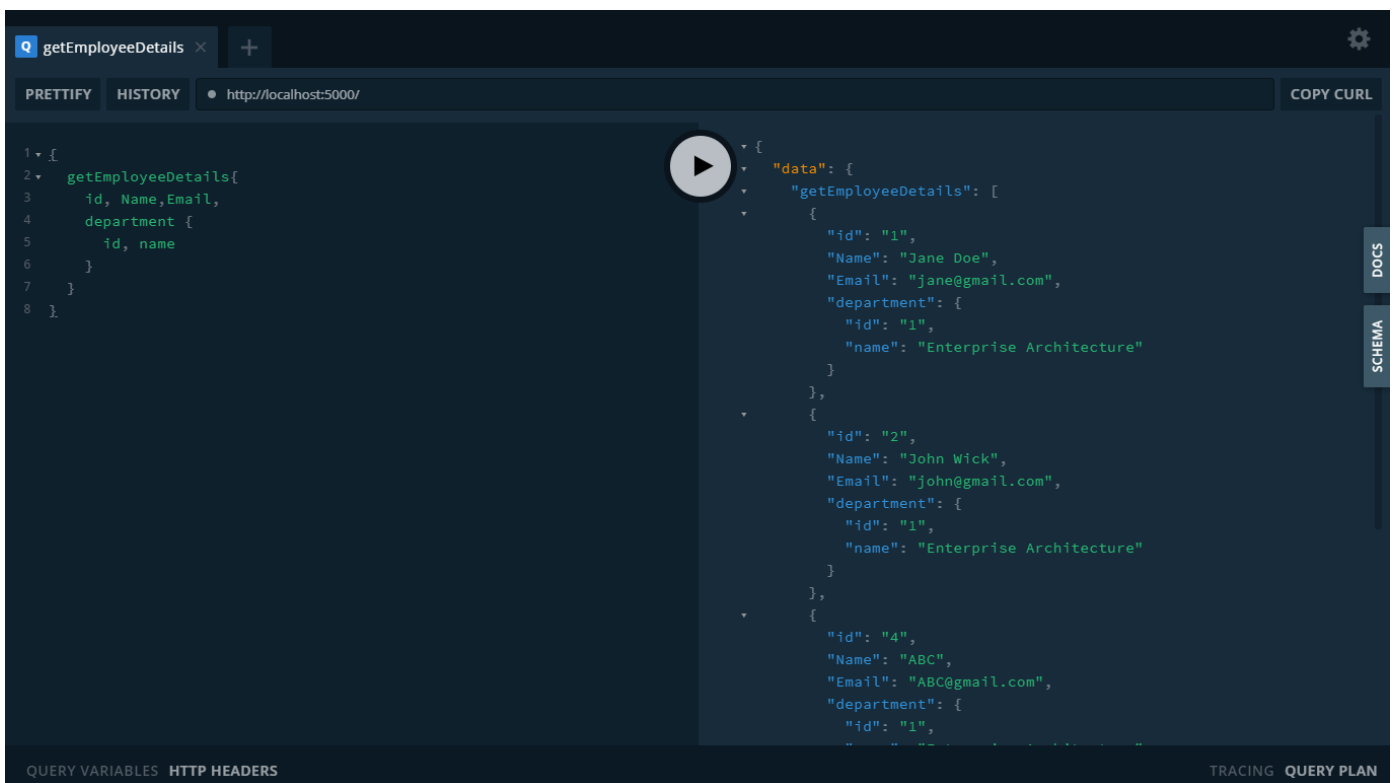 Q getEmployeeDetails × +
PRETTIFY HISTORY http://localhost:5000/ COPY CURL
1 {
2 getEmployeeDetails{
3 id, Name,Email,
4 department {
5 id, name
6 }
7 }
8 }
{
"data": {
"getEmployeeDetails": [
{
"id": "1",
"Name": "Jane Doe",
"Email": "jane@gmail.com",
"department": {
"id": "1",
"name": "Enterprise Architecture"
}
},
{
"id": "2",
"Name": "John Wick",
"Email": "john@gmail.com",
"department": {
"id": "1",
"name": "Enterprise Architecture"
}
},
{
"id": "4",
"Name": "ABC",
"Email": "ABC@gmail.com",
"department": {
"id": "1",
DOCS
SCHEMA
QUERY VARIABLES HTTP HEADERS
TRACING QUERY PLAN